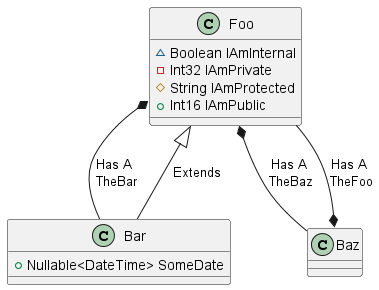 C Foo
Boolean IAmInternal
Int32 IAmPrivate
String IAmProtected
Int16 IAmPublic
Has A
TheBar
Extends
Has A
TheBaz
Has A
TheFoo
C Bar
Nullable<DateTime> SomeDate
C Baz